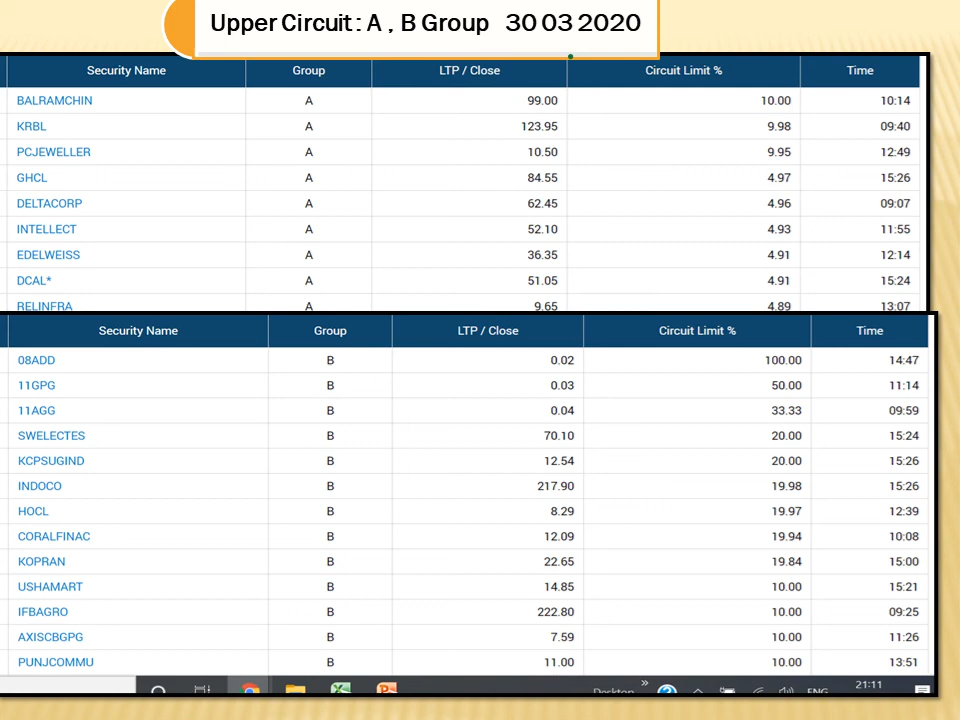 Upper Circuit : A , B Group 30 03 2020
Security Name Group LTP / Close Circuit Limit % Time
BALRAMCHIN A 99.00 10.00 10:14
KRBL A 123.95 9.98 09:40
PCJEWELLER A 10.50 9.95 12:49
GHCL A 84.55 4.97 15:26
DELTACORP A 62.45 4.96 09:07
INTELLECT A 52.10 4.93 11:55
EDELWEISS A 36.35 4.91 12:14
DCAL* A 51.05 4.91 15:24
RELINFRA A 9.65 4.89 13:07
Security Name Group LTP / Close Circuit Limit % Time
08ADD B 0.02 100.00 14:47
11GPG B 0.03 50.00 11:14
11AGG B 0.04 33.33 09:59
SWELECTES B 70.10 20.00 15:24
KCPSUGIND B 12.54 20.00 15:26
INDOCO B 217.90 19.98 15:26
HOCL B 8.29 19.97 12:39
CORALFINAC B 12.09 19.94 10:08
KOPRAN B 22.65 19.84 15:00
USHAMART B 14.85 10.00 15:21
IFBAGRO B 222.80 10.00 09:25
AXISCBGPG B 7.59 10.00 11:26
PUNJCOMMU B 11.00 10.00 13:51
Desktop » ENG 21:11